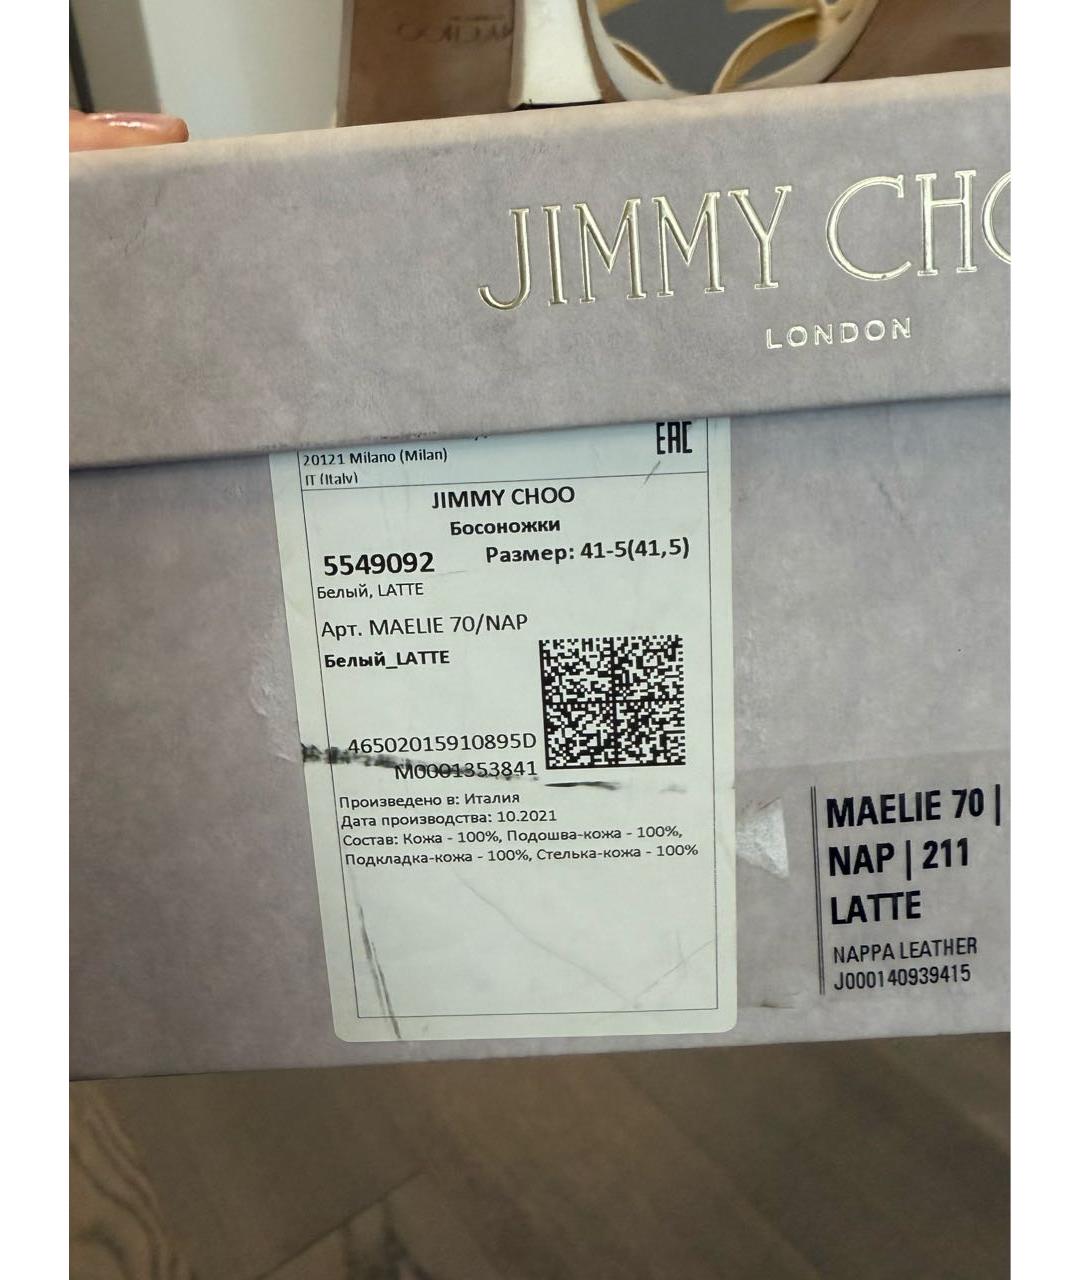 JIMMY CHO
LONDON
20121 Milano (Milan)
IT (Italy)
EAC
JIMMY CHOO
Босоножки
5549092 Размер: 41-5(41,5)
Белый, LATTE
Арт. MAELIE 70/NAP
Белый_LATTE
46502015910895D
M0001353841
Произведено в: Италия
Дата производства: 10.2021
Состав: Кожа - 100%, Подошва-кожа - 100%,
Подкладка-кожа - 100%, Стелька-кожа - 100%
MAELIE 70 |
NAP | 211
LATTE
NAPPA LEATHER
J000140939415